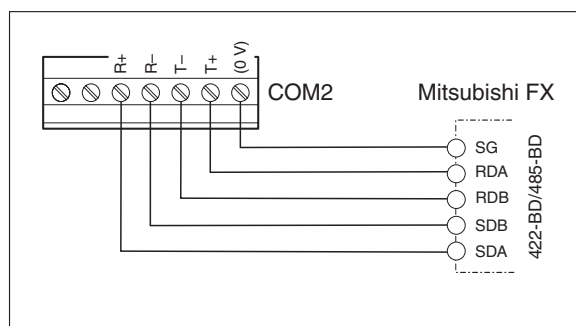 R+
R–
T–
T+
(0 V)
COM2
Mitsubishi FX
SG
RDA
RDB
SDB
SDA
422-BD/485-BD